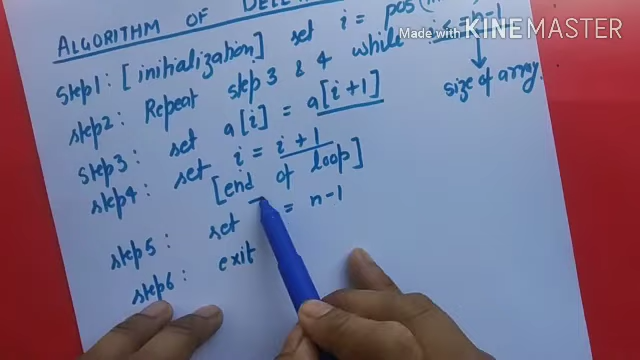 ALGORITHM OF
Step1: [initialization] set i = pos
Step2: Repeat step 3 & 4 while i <= n-1
size of array.
Step3: set a[i] = a[i+1]
Step4: set i = i+1
[end of loop]
Step5: set = n-1
Step6: exit
Made with KINEMASTER